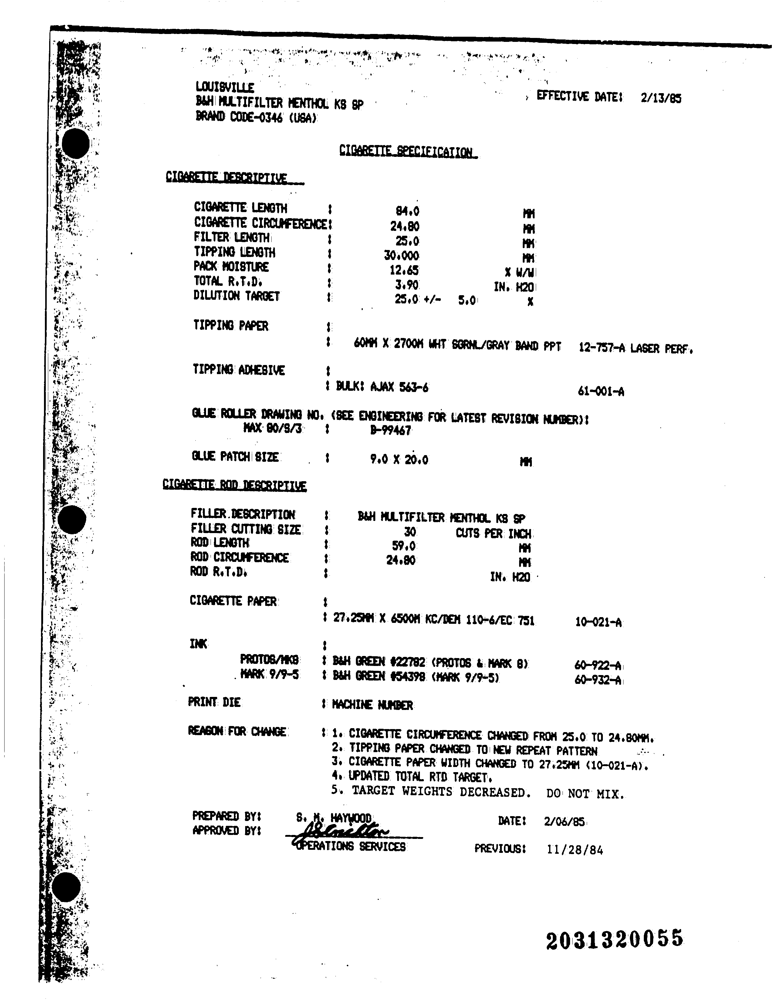 LOUISVILLE
B&H MULTIFILTER MENTHOL KS SP
EFFECTIVE DATE: 2/13/85
BRAND CODE-0346 (USA)
CIGARETTE SPECIFICATION
CIGARETTE DESCRIPTIVE
CIGARETTE LENGTH : 84.0 MM
CIGARETTE CIRCUMFERENCE: 24.80 MM
FILTER LENGTH : 25.0 MM
TIPPING LENGTH : 30.000 MM
PACK MOISTURE : 12.65 % W/W
TOTAL R.T.D. : 3.90 IN. H2O
DILUTION TARGET : 25.0 +/- 5.0 %
TIPPING PAPER :
: 60MM X 2700M WHT SGRNL/GRAY BAND PPT 12-757-A LASER PERF.
TIPPING ADHESIVE :
: BULK: AJAX 563-6 61-001-A
GLUE ROLLER DRAWING NO. (SEE ENGINEERING FOR LATEST REVISION NUMBER):
MAX 80/S/3 : B-99467
GLUE PATCH SIZE : 9.0 X 20.0 MM
CIGARETTE ROD DESCRIPTIVE
FILLER DESCRIPTION : B&H MULTIFILTER MENTHOL KS SP
FILLER CUTTING SIZE : 30 CUTS PER INCH
ROD LENGTH : 59.0 MM
ROD CIRCUMFERENCE : 24.80 MM
ROD R.T.D. : IN. H2O
CIGARETTE PAPER :
: 27.25MM X 6500M KC/DEM 110-6/EC 751 10-021-A
INK :
PROTOS/MK8 : B&H GREEN #22782 (PROTOS & MARK 8) 60-922-A
MARK 9/9-5 : B&H GREEN #54398 (MARK 9/9-5) 60-932-A
PRINT DIE : MACHINE NUMBER
REASON FOR CHANGE : 1. CIGARETTE CIRCUMFERENCE CHANGED FROM 25.0 TO 24.80MM.
2. TIPPING PAPER CHANGED TO NEW REPEAT PATTERN
3. CIGARETTE PAPER WIDTH CHANGED TO 27.25MM (10-021-A).
4. UPDATED TOTAL RTD TARGET.
5. TARGET WEIGHTS DECREASED. DO NOT MIX.
PREPARED BY: S. M. HAYWOOD DATE: 2/06/85
APPROVED BY:
OPERATIONS SERVICES PREVIOUS: 11/28/84
2031320055